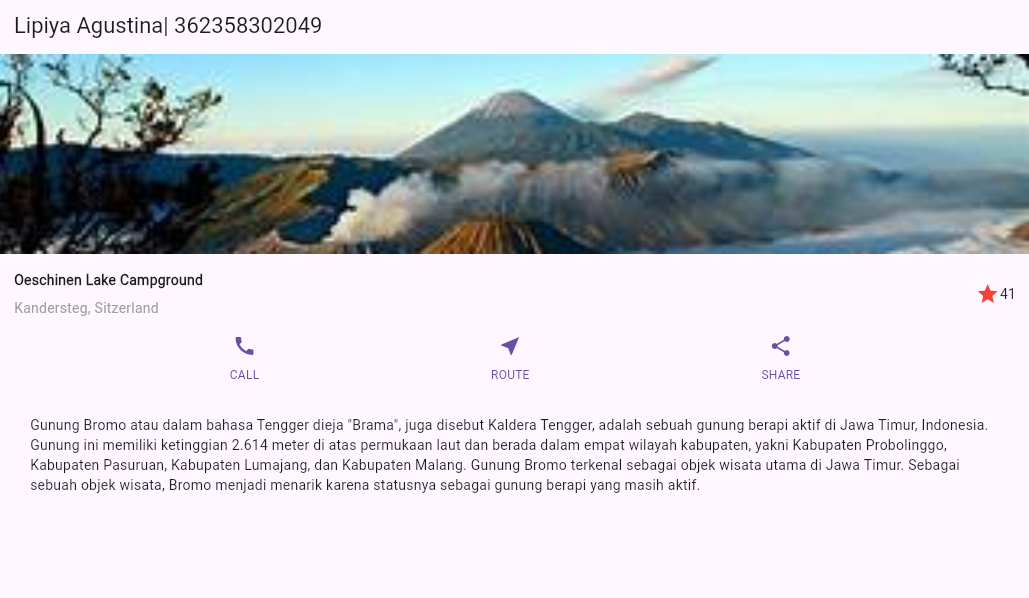 Lipiya Agustina| 362358302049
Oeschinen Lake Campground
41
Kandersteg, Sitzerland
CALL
ROUTE
SHARE
Gunung Bromo atau dalam bahasa Tengger dieja "Brama", juga disebut Kaldera Tengger, adalah sebuah gunung berapi aktif di Jawa Timur, Indonesia.
Gunung ini memiliki ketinggian 2.614 meter di atas permukaan laut dan berada dalam empat wilayah kabupaten, yakni Kabupaten Probolinggo,
Kabupaten Pasuruan, Kabupaten Lumajang, dan Kabupaten Malang. Gunung Bromo terkenal sebagai objek wisata utama di Jawa Timur. Sebagai
sebuah objek wisata, Bromo menjadi menarik karena statusnya sebagai gunung berapi yang masih aktif.